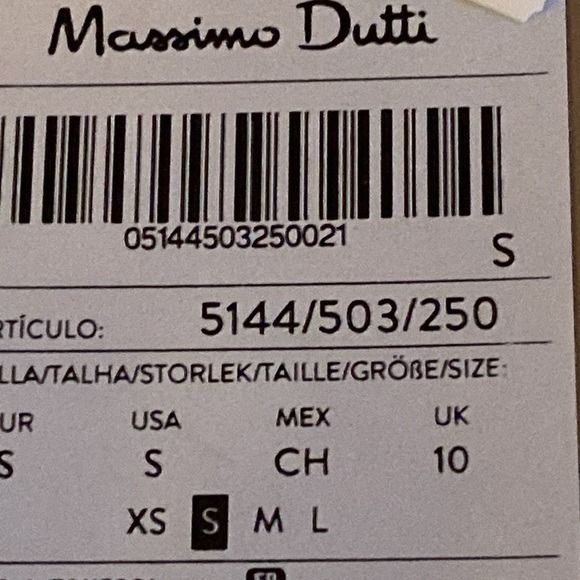 Massimo Dutti
05144503250021
S
RTÍCULO: 5144/503/250
LLA/TALHA/STORLEK/TAILLE/GRÖßE/SIZE:
UR USA MEX UK
S S CH 10
XS S M L